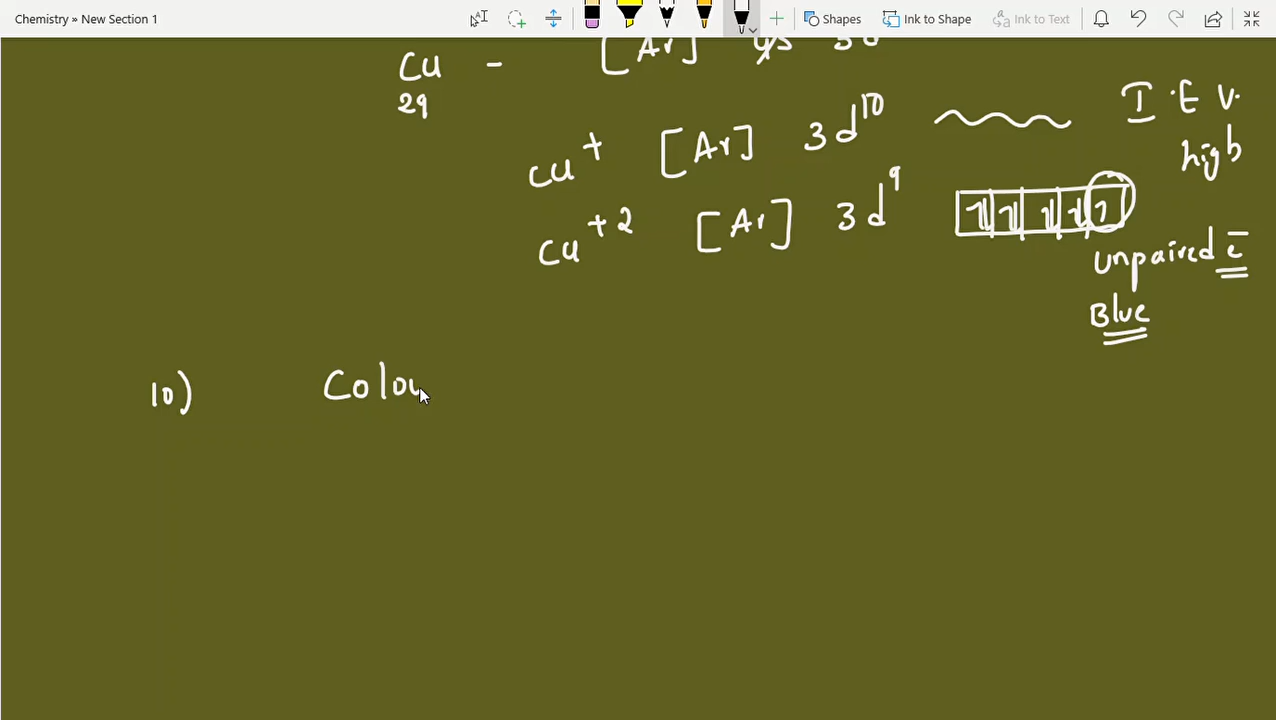 Chemistry » New Section 1
Shapes
Ink to Shape
Ink to Text
Cu - [Ar]
29
Cu+ [Ar] 3d10
I.E v. high
Cu+2 [Ar] 3d9
unpaired e-
Blue
10) Colou